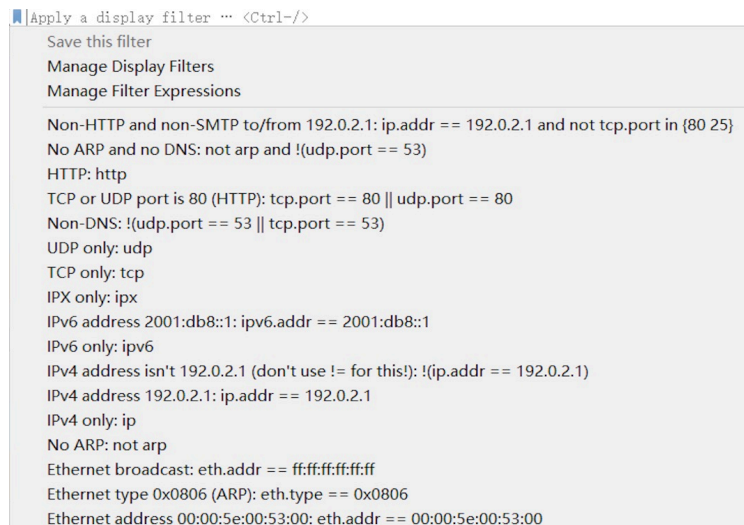 Apply a display filter … <Ctrl-/>
Save this filter
Manage Display Filters
Manage Filter Expressions
Non-HTTP and non-SMTP to/from 192.0.2.1: ip.addr == 192.0.2.1 and not tcp.port in {80 25}
No ARP and no DNS: not arp and !(udp.port == 53)
HTTP: http
TCP or UDP port is 80 (HTTP): tcp.port == 80 || udp.port == 80
Non-DNS: !(udp.port == 53 || tcp.port == 53)
UDP only: udp
TCP only: tcp
IPX only: ipx
IPv6 address 2001:db8::1: ipv6.addr == 2001:db8::1
IPv6 only: ipv6
IPv4 address isn't 192.0.2.1 (don't use != for this!): !(ip.addr == 192.0.2.1)
IPv4 address 192.0.2.1: ip.addr == 192.0.2.1
IPv4 only: ip
No ARP: not arp
Ethernet broadcast: eth.addr == ff:ff:ff:ff:ff:ff
Ethernet type 0x0806 (ARP): eth.type == 0x0806
Ethernet address 00:00:5e:00:53:00: eth.addr == 00:00:5e:00:53:00